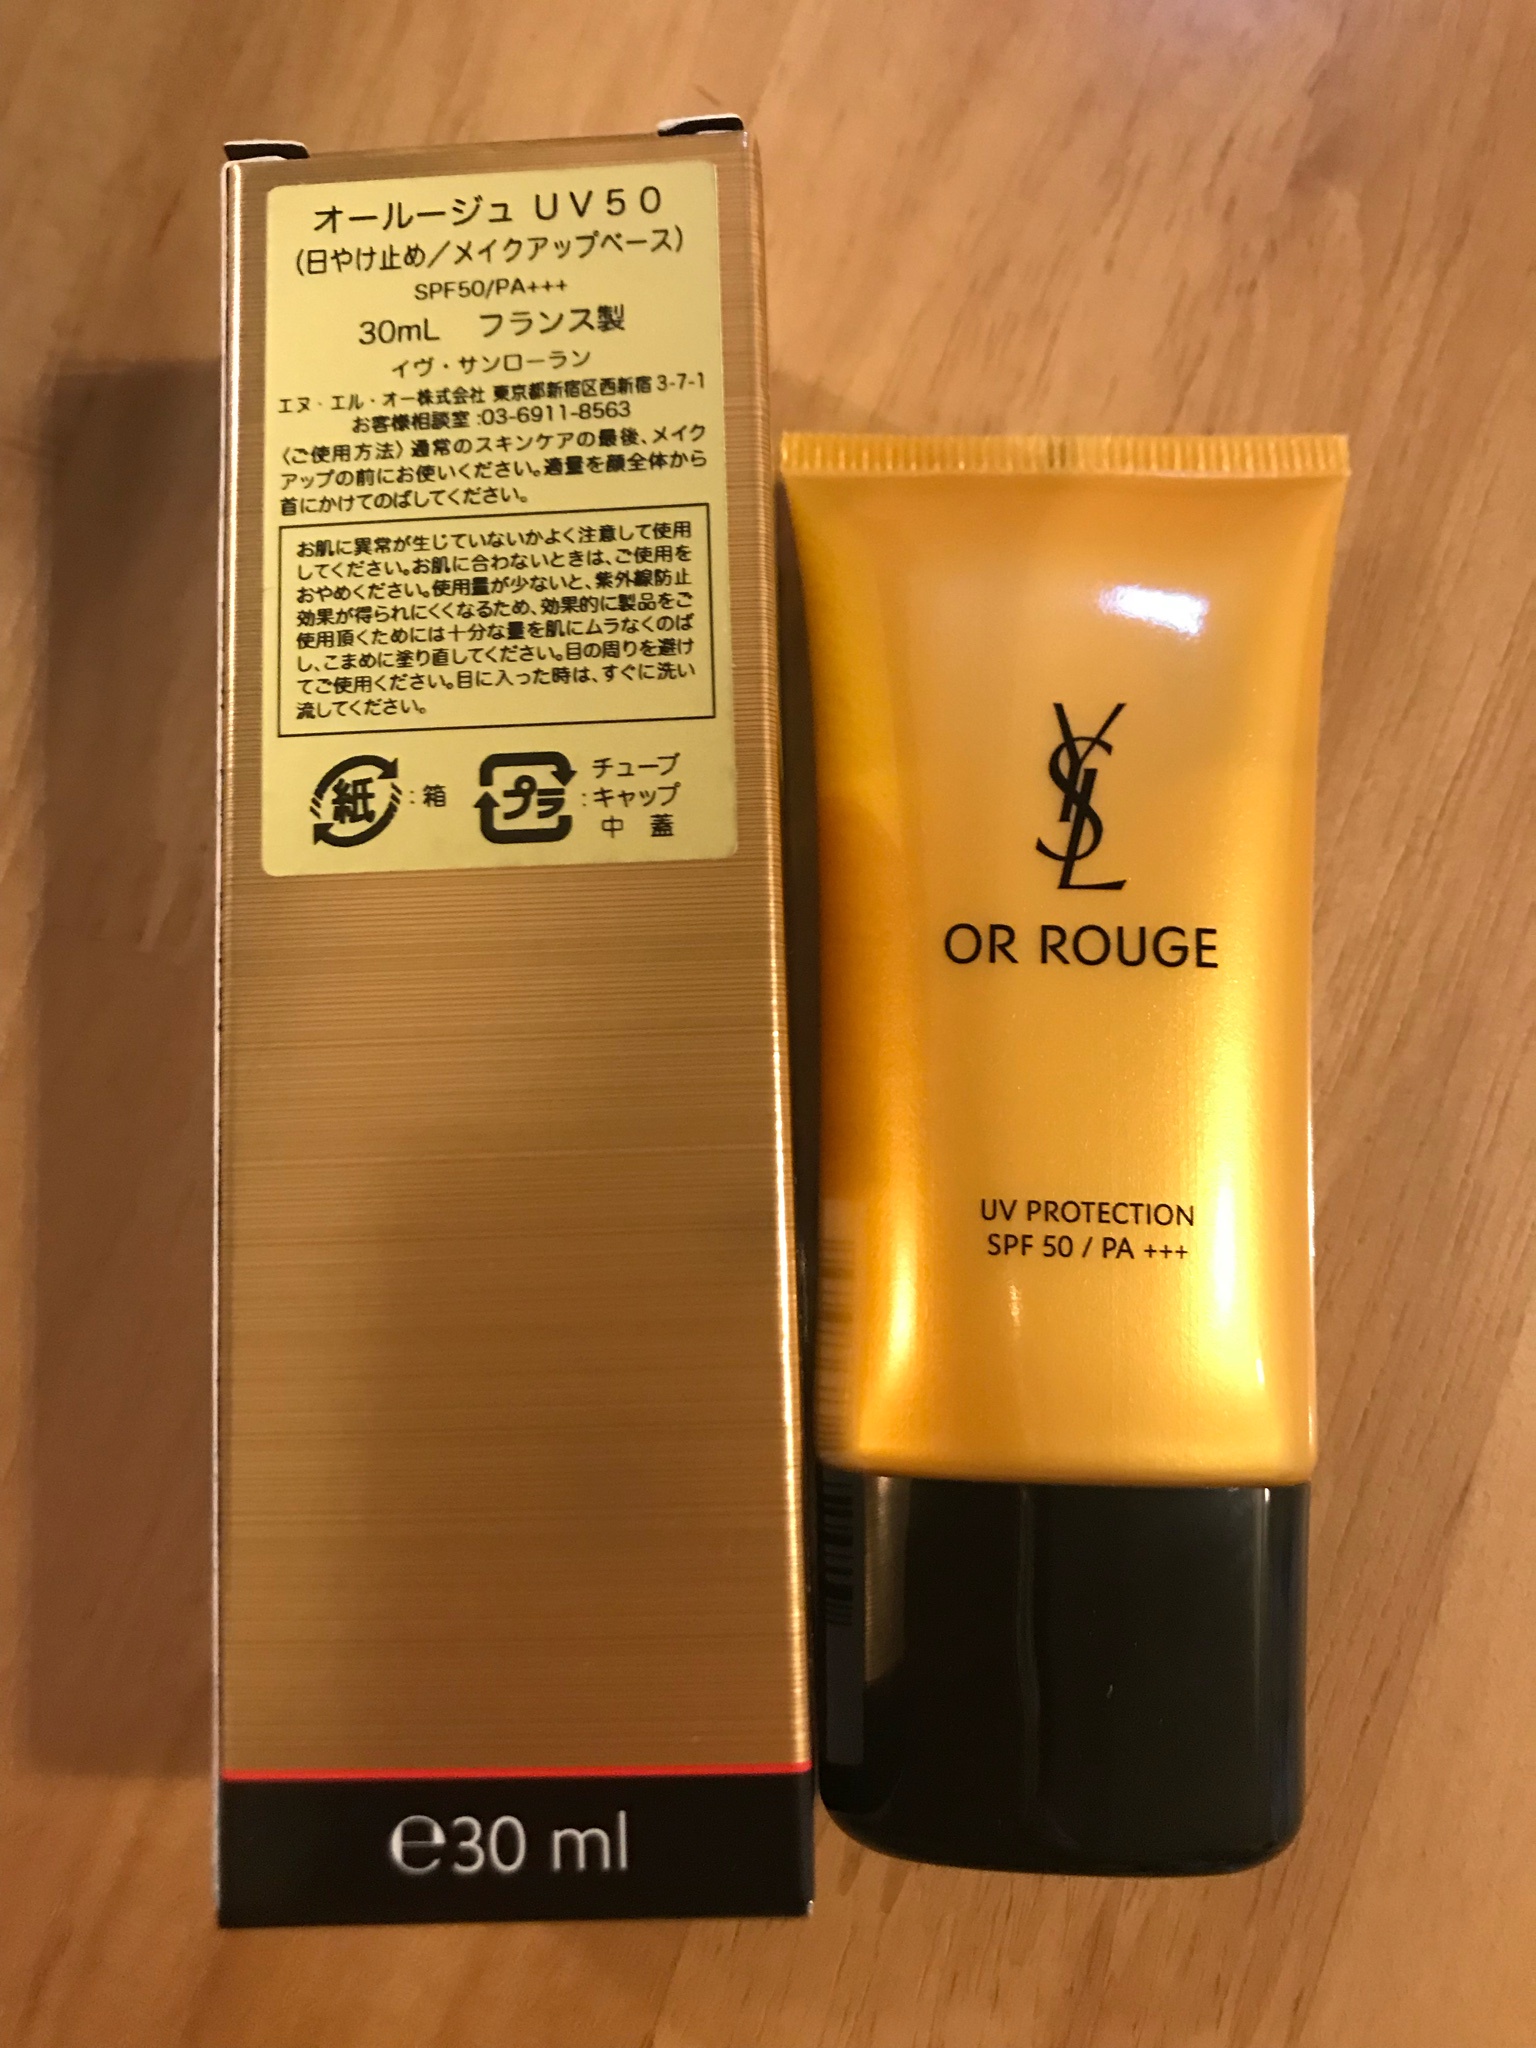 オールージュ UV50
(日やけ止め/メイクアップベース)
SPF50/PA+++
30mL フランス製
イヴ・サンローラン
エヌ・エル・オー株式会社 東京都新宿区西新宿 3-7-1
お客様相談室 :03-6911-8563
〈ご使用方法〉通常のスキンケアの最後、メイク
アップの前にお使いください。適量を顔全体から
首にかけてのばしてください。
お肌に異常が生じていないかよく注意して使用
してください。お肌に合わないときは、ご使用を
おやめください。使用量が少ないと、紫外線防止
効果が得られにくくなるため、効果的に製品をご
使用頂くためには十分な量を肌にムラなくのば
し、こまめに塗り直してください。目の周りを避け
てご使用ください。目に入った時は、すぐに洗い
流してください。
紙 : 箱
プラ : チューブ
キャップ
中 蓋
℮30 ml
YSL
OR ROUGE
UV PROTECTION
SPF 50 / PA +++